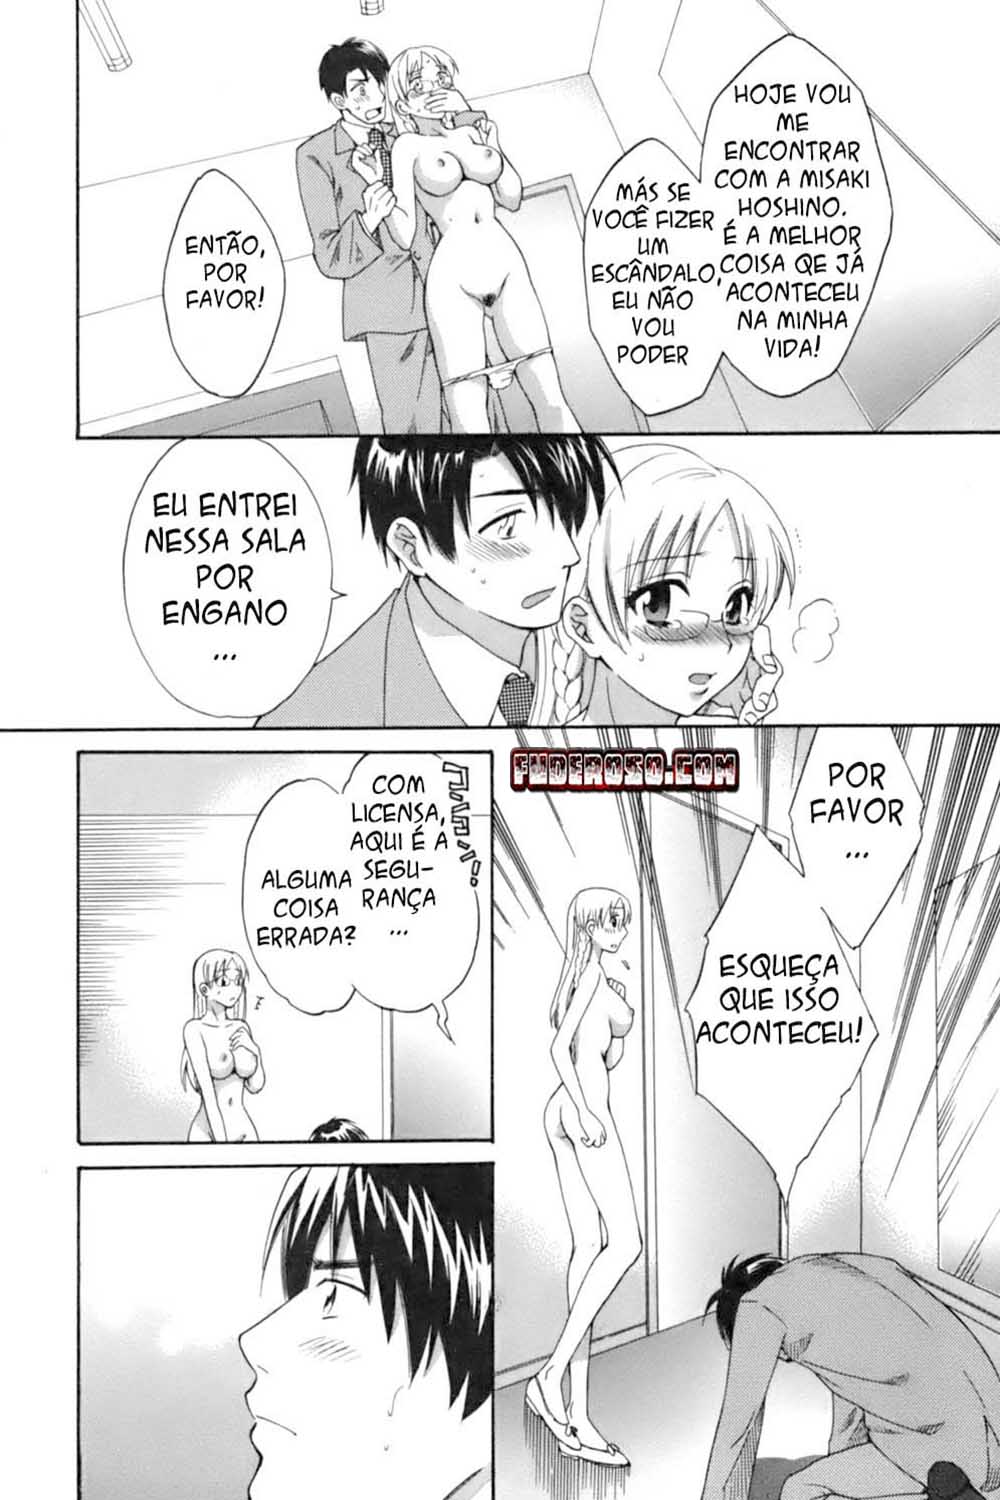 HOJE VOU
ME
ENCONTRAR
COM A MISAKI
HOSHINO.
É A MELHOR
COISA QE JÁ
ACONTECEU
NA MINHA
VIDA!
MÁS SE
VOCÊ FIZER
UM
ESCÂNDALO,
EU NÃO
VOU
PODER
ENTÃO,
POR
FAVOR!
EU ENTREI
NESSA SALA
POR
ENGANO
...
FUDEROSO.COM
POR
FAVOR
...
ESQUEÇA
QUE ISSO
ACONTECEU!
COM
LICENSA,
AQUI É A
SEGU-
RANÇA
...
ALGUMA
COISA
ERRADA?